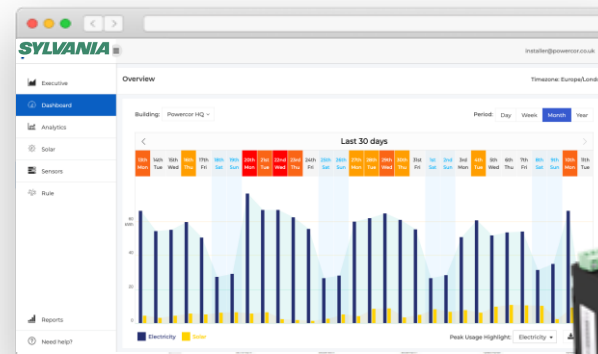 SYLVANIA
installer@powercor.co.uk
Executive
Overview
Timezone: Europe/Lond
Dashboard
Building: Powercor HQ
Period: Day Week Month Year
Analytics
Last 30 days
Solar
13th 14th 15th 16th 17th 18th 19th 20th 21st 22nd 23rd 24th 25th 26th 27th 28th 29th 30th 31st 1st 2nd 3rd 4th 5th 6th 7th 8th 9th 10th 11th
Mon Tue Wed Thu Fri Sat Sun Mon Tue Wed Thu Fri Sat Sun Mon Tue Wed Thu Fri Sat Sun Mon Tue Wed Thu Fri Sat Sun Mon Tue
Sensors
Rule
60
40
20
0
Reports
Electricity Solar
Peak Usage Highlight: Electricity
Need help?